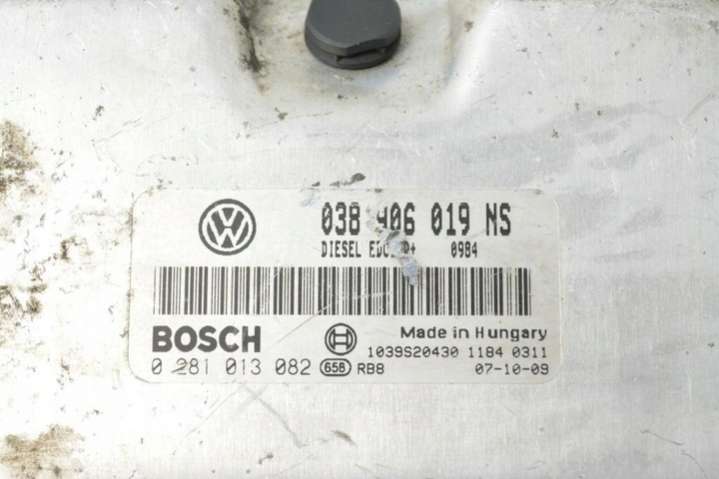 038 906 019 NS
DIESEL EDC P+ 0984
BOSCH
Made in Hungary
1039S20430 1184 0311
0 281 013 082 658 RB8 07-10-09